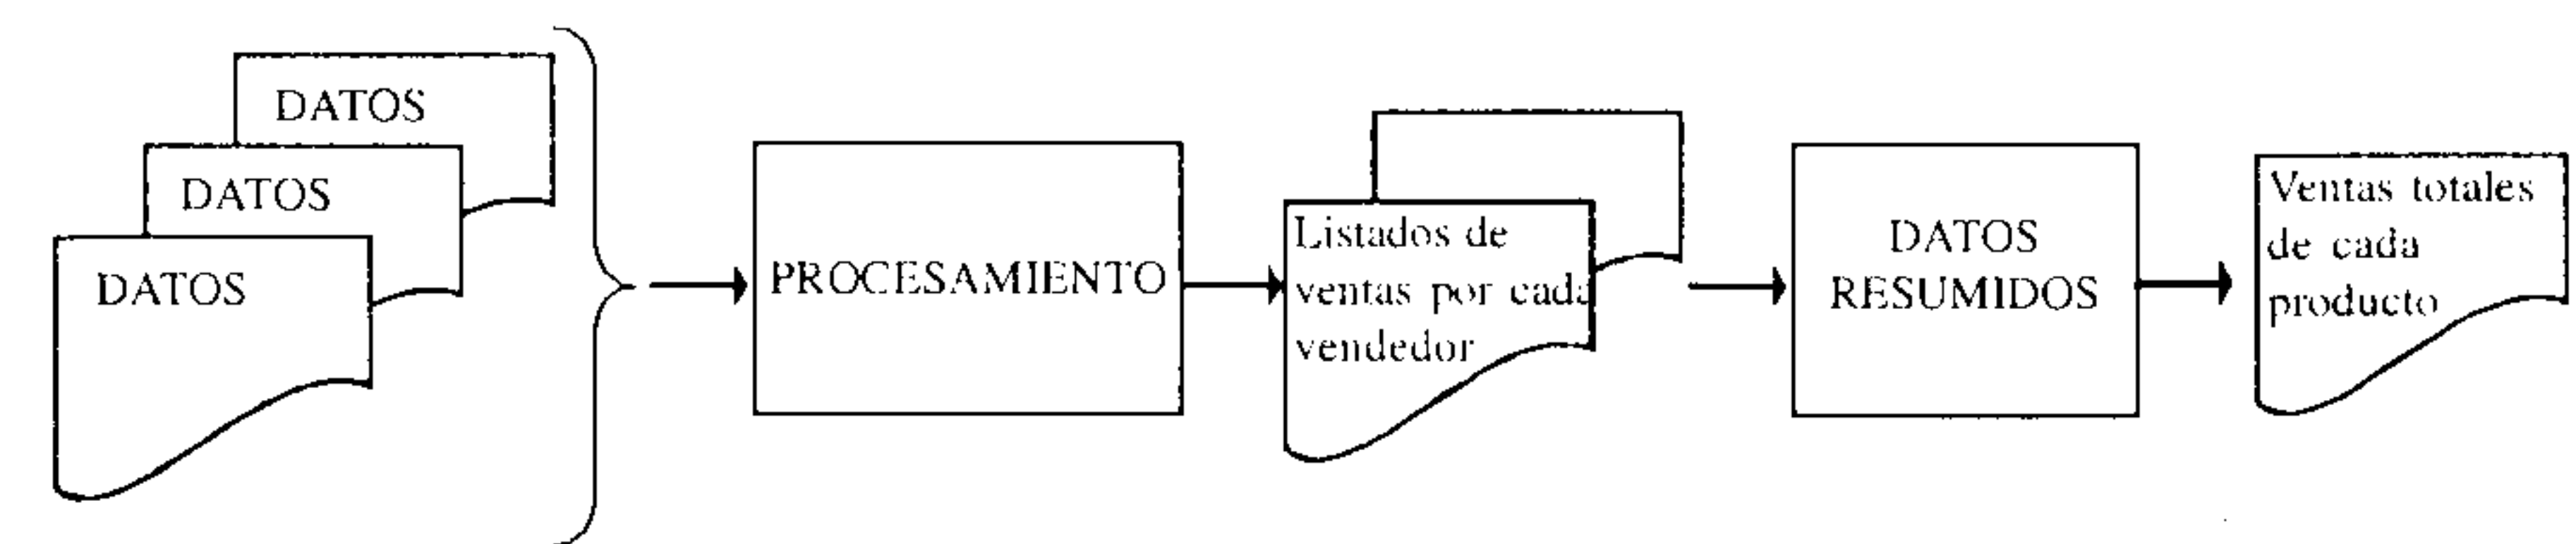 DATOS
DATOS
DATOS
PROCESAMIENTO
Listados de
ventas por cada
vendedor
DATOS
RESUMIDOS
Ventas totales
de cada
producto